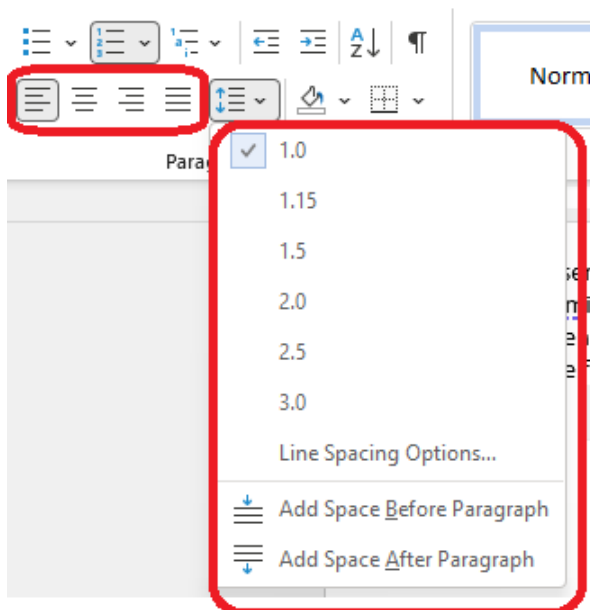 Norm
Para
1.0
1.15
1.5
2.0
2.5
3.0
Line Spacing Options...
Add Space Before Paragraph
Add Space After Paragraph